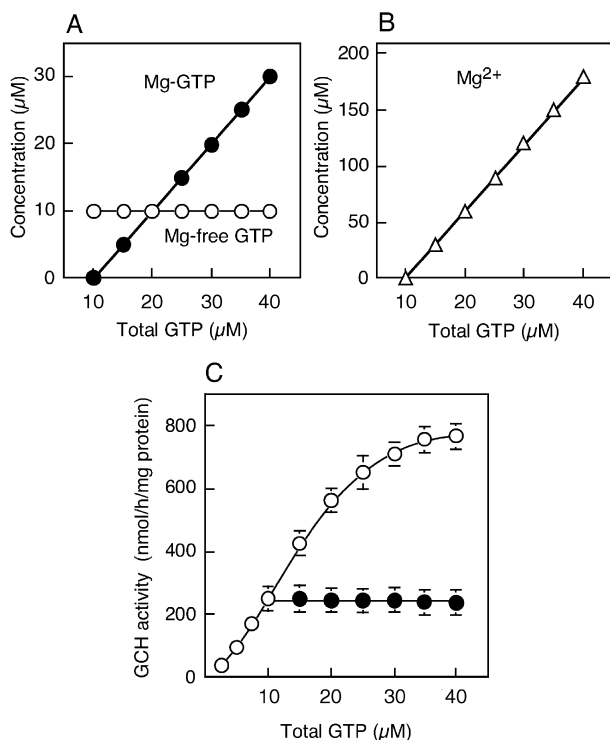 A
Concentration (µM)
30
20
10
0
Mg-GTP
Mg-free GTP
10 20 30 40
Total GTP (µM)
B
Concentration (µM)
200
150
100
50
0
Mg2+
10 20 30 40
Total GTP (µM)
C
GCH activity (nmol/h/mg protein)
800
600
400
200
0
10 20 30 40
Total GTP (µM)